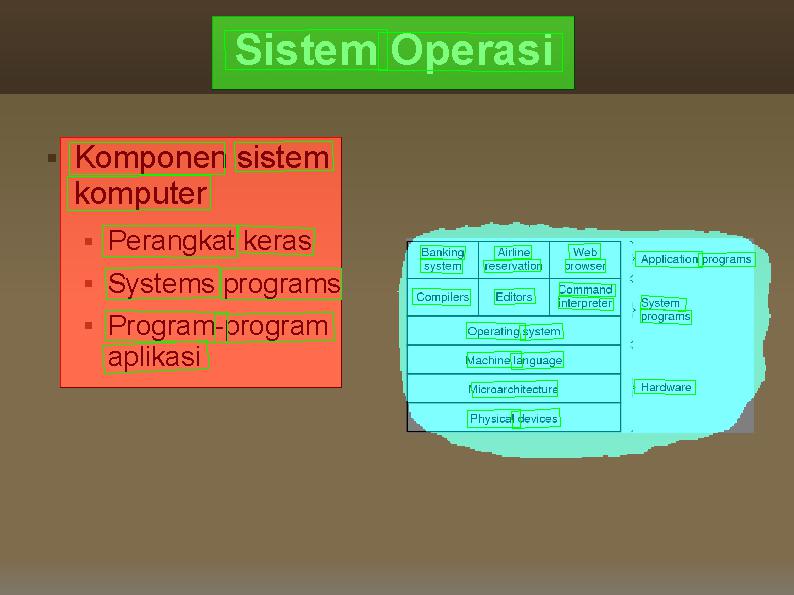 Sistem Operasi
Komponen sistem
komputer
Perangkat keras
Systems programs
Program-program
aplikasi
Banking
system
Airline
reservation
Web
browser
Application programs
Compilers
Editors
Command
interpreter
System
programs
Operating system
Machine language
Microarchitecture
Hardware
Physical devices